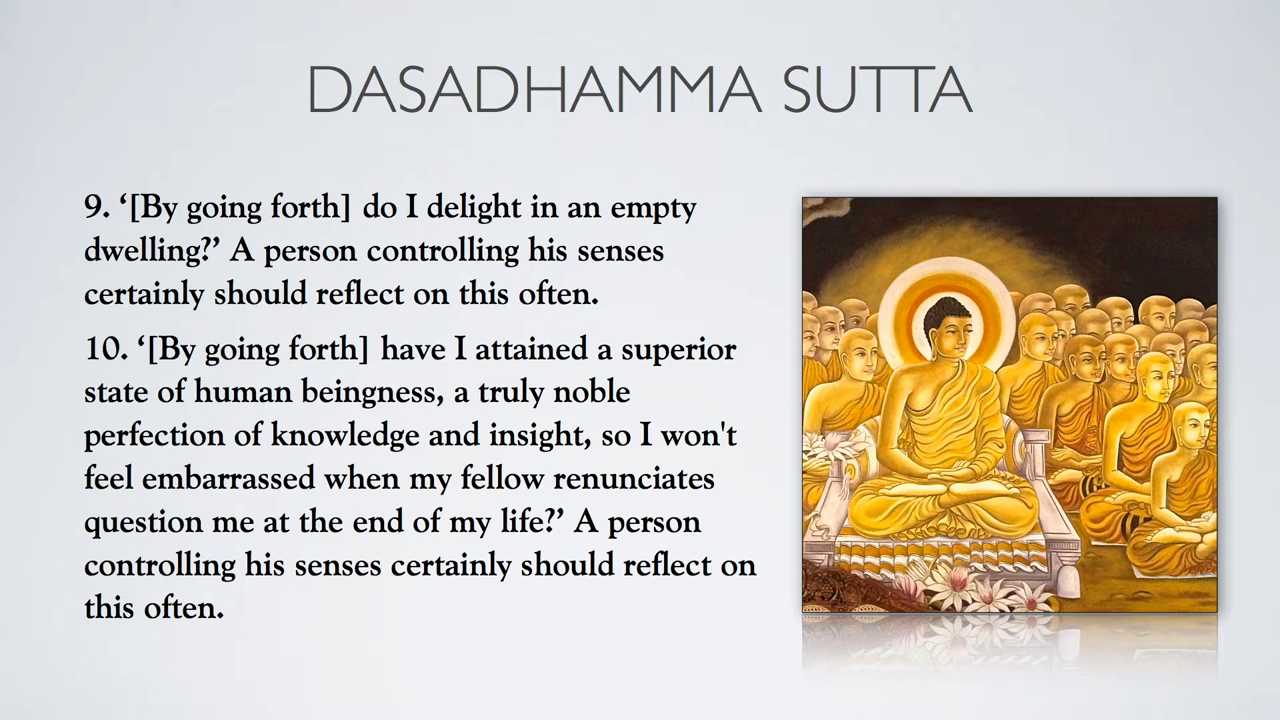 DASADHAMMA SUTTA
9. ‘[By going forth] do I delight in an empty
dwelling?’ A person controlling his senses
certainly should reflect on this often.
10. ‘[By going forth] have I attained a superior
state of human beingness, a truly noble
perfection of knowledge and insight, so I won't
feel embarrassed when my fellow renunciates
question me at the end of my life?’ A person
controlling his senses certainly should reflect on
this often.